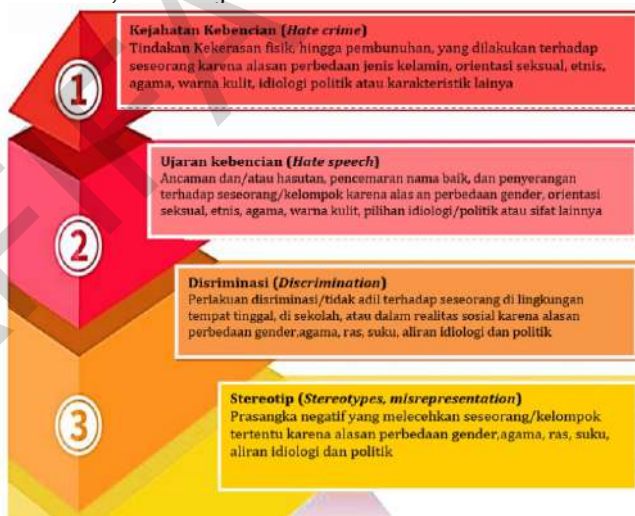 Kejahatan Kebencian (Hate crime)
Tindakan Kekerasan fisik, hingga pembunuhan, yang dilakukan terhadap
seseorang karena alasan perbedaan jenis kelamin, orientasi seksual, etnis,
agama, warna kulit, idiologi politik atau karakteristik lainya
1
Ujaran kebencian (Hate speech)
Ancaman dan/atau hasutan, pencemaran nama baik, dan penyerangan
terhadap seseorang/kelompok karena alas an perbedaan gender, orientasi
seksual, etnis, agama, warna kulit, pilihan idiologi/politik atau sifat lainnya
2
Disriminasi (Discrimination)
Perlakuan disriminasi/tidak adil terhadap seseorang di lingkungan
tempat tinggal, di sekolah, atau dalam realitas sosial karena alasan
perbedaan gender,agama, ras, suku, aliran idiologi dan politik
3
Stereotip (Stereotypes, misrepresentation)
Prasangka negatif yang melecehkan seseorang/kelompok
tertentu karena alasan perbedaan gender,agama, ras, suku,
aliran idiologi dan politik